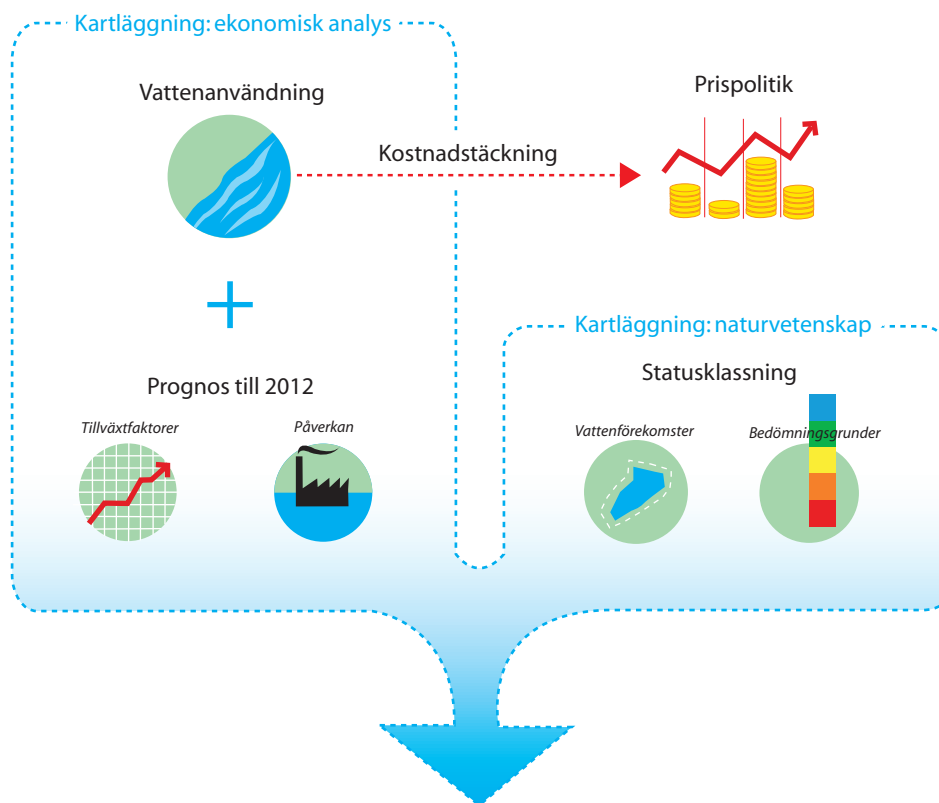 Kartläggning: ekonomisk analys
Vattenanvändning
Prispolitik
Kostnadstäckning
Kartläggning: naturvetenskap
Prognos till 2012
Statusklassning
Tillväxtfaktorer
Påverkan
Vattenförekomster
Bedömningsgrunder